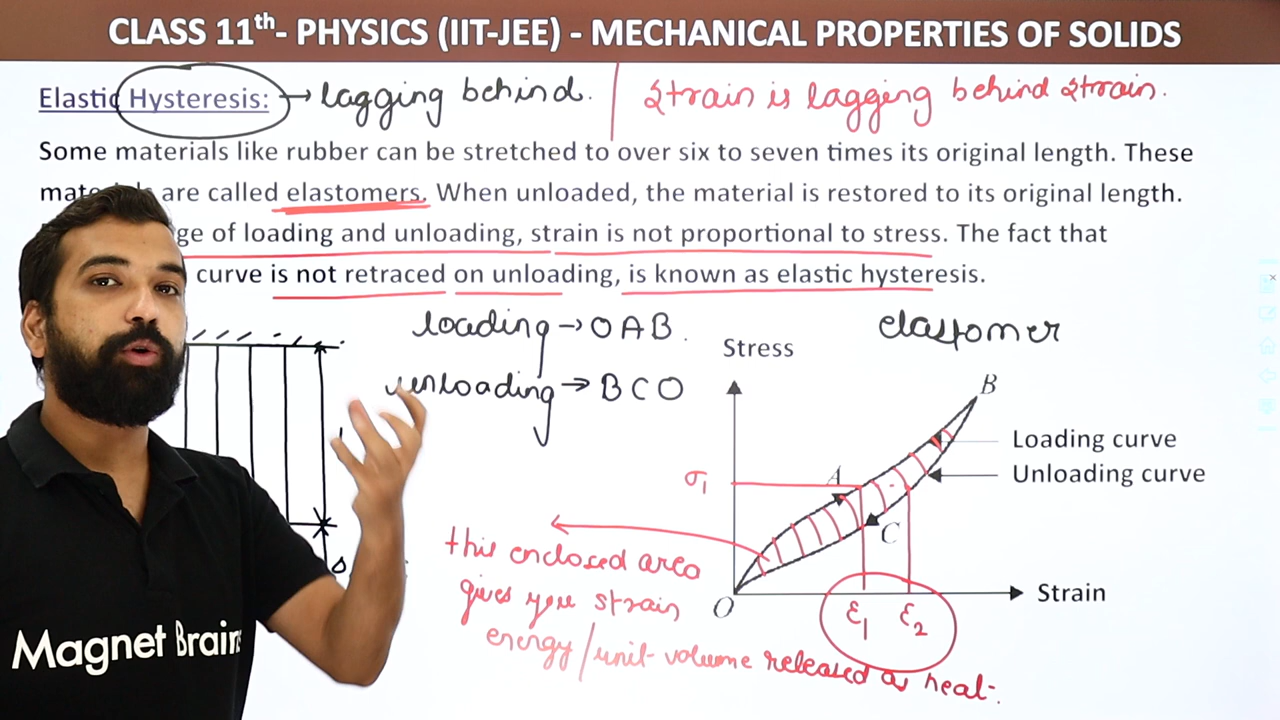 CLASS 11th- PHYSICS (IIT-JEE) - MECHANICAL PROPERTIES OF SOLIDS
Elastic Hysteresis: → lagging behind. | Strain is lagging behind strain.
Some materials like rubber can be stretched to over six to seven times its original length. These
are called elastomers. When unloaded, the material is restored to its original length.
of loading and unloading, strain is not proportional to stress. The fact that
curve is not retraced on unloading, is known as elastic hysteresis.
loading → OAB.
unloading → BCO
elastomer
Stress
B
Loading curve
Unloading curve
A
σ1
C
O
Strain
ε1 ε2
this enclosed area
gives you strain
energy/unit volume released as heat.
Magnet Brains